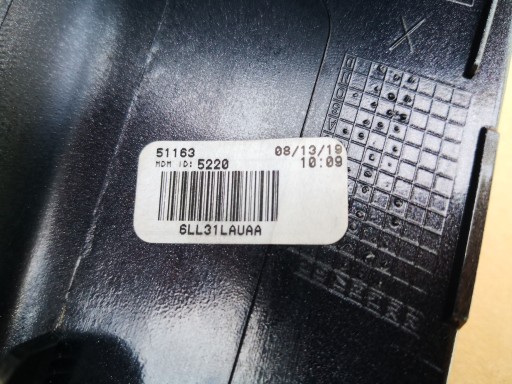 X
51163 08/13/19
MDM ID: 5220 10:09
6LL31LAUAA